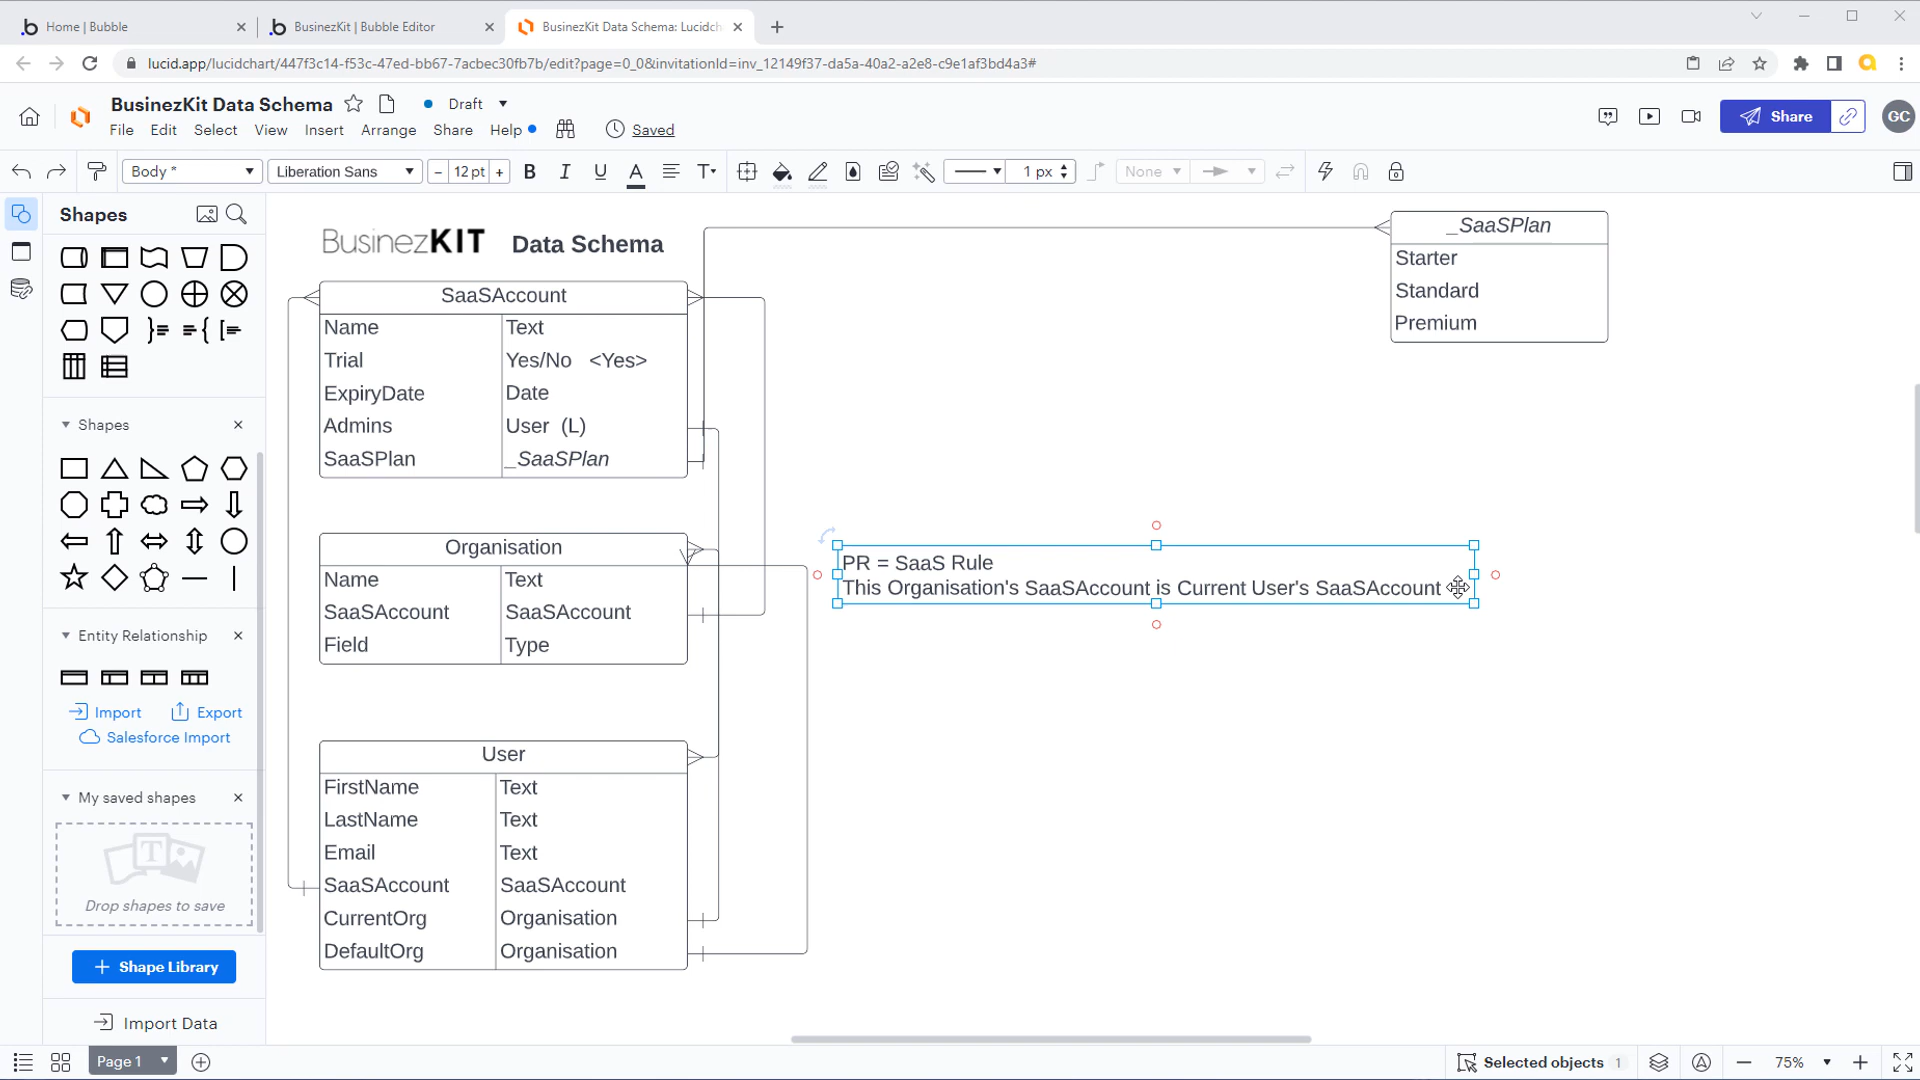 Home | Bubble
BusinezKit | Bubble Editor
BusinezKit Data Schema: Lucidch
lucid.app/lucidchart/447f3c14-f53c-47ed-bb67-7acbec30fb7b/edit?page=0_0&invitationId=inv_12149f37-da5a-40a2-a2e8-c9e1af3bd4a3#
BusinezKit Data Schema
Draft
File Edit Select View Insert Arrange Share Help
Saved
Share
GC
Body *
Liberation Sans
- 12 pt +
B I U A T
1 px
None
Shapes
Shapes
Entity Relationship
Import
Export
Salesforce Import
My saved shapes
T
Drop shapes to save
+ Shape Library
Import Data
BusinezKIT Data Schema
SaaSAccount
Name Text
Trial Yes/No <Yes>
ExpiryDate Date
Admins User (L)
SaaSPlan _SaaSPlan
Organisation
Name Text
SaaSAccount SaaSAccount
Field Type
User
FirstName Text
LastName Text
Email Text
SaaSAccount SaaSAccount
CurrentOrg Organisation
DefaultOrg Organisation
_SaaSPlan
Starter
Standard
Premium
PR = SaaS Rule
This Organisation's SaaSAccount is Current User's SaaSAccount
Page 1
Selected objects 1
75%